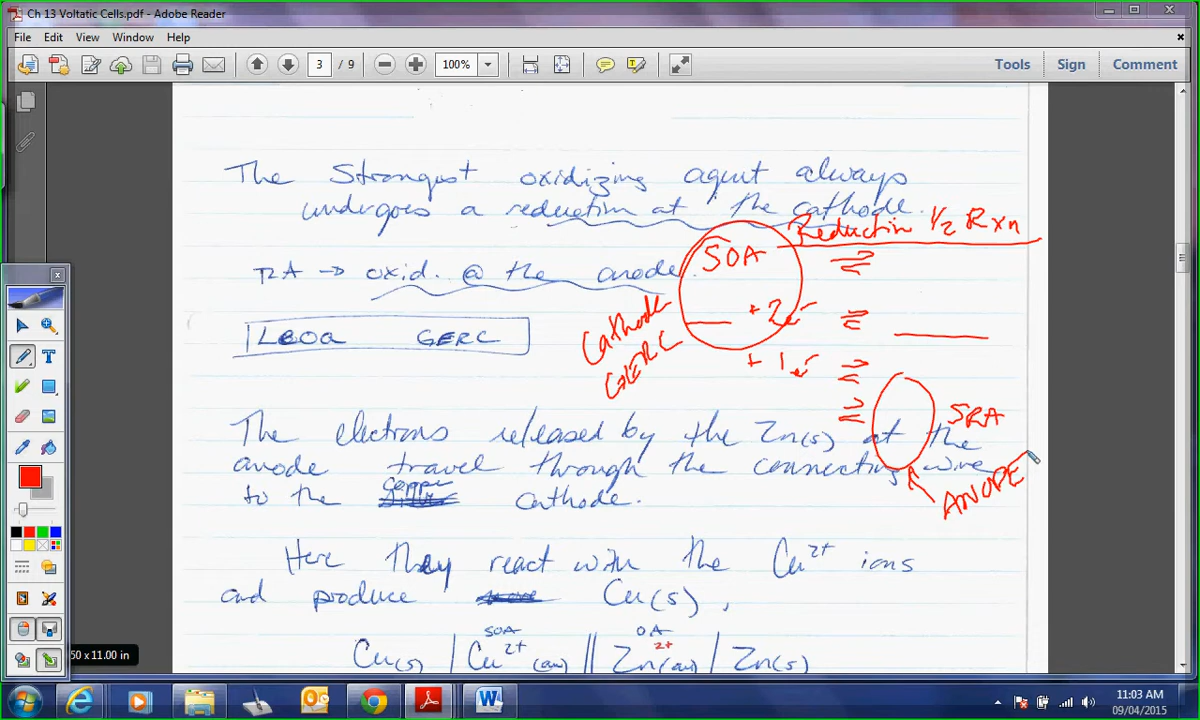 Ch 13 Voltatic Cells.pdf - Adobe Reader
File Edit View Window Help
3 / 9 100% Tools Sign Comment
The Strongest oxidizing agent always
undergoes a reduction at the cathode.
Reduction 1/2 Rxn
SOA ⇌
RA → oxid. @ the anode.
+ 2e⁻ ⇌
Cathode
GERC
LEOA GERC
+ 1e⁻ ⇌
⇌ SRA
The electrons released by the Zn(s) at the
anode travel through the connecting wire
to the copper cathode.
ANODE
Here they react with the Cu²⁺ ions
and produce Cu(s),
SOA OA
Cu(s) | Cu²⁺(aq) || Zn²⁺(aq) | Zn(s)
50 x 11.00 in
11:03 AM
09/04/2015